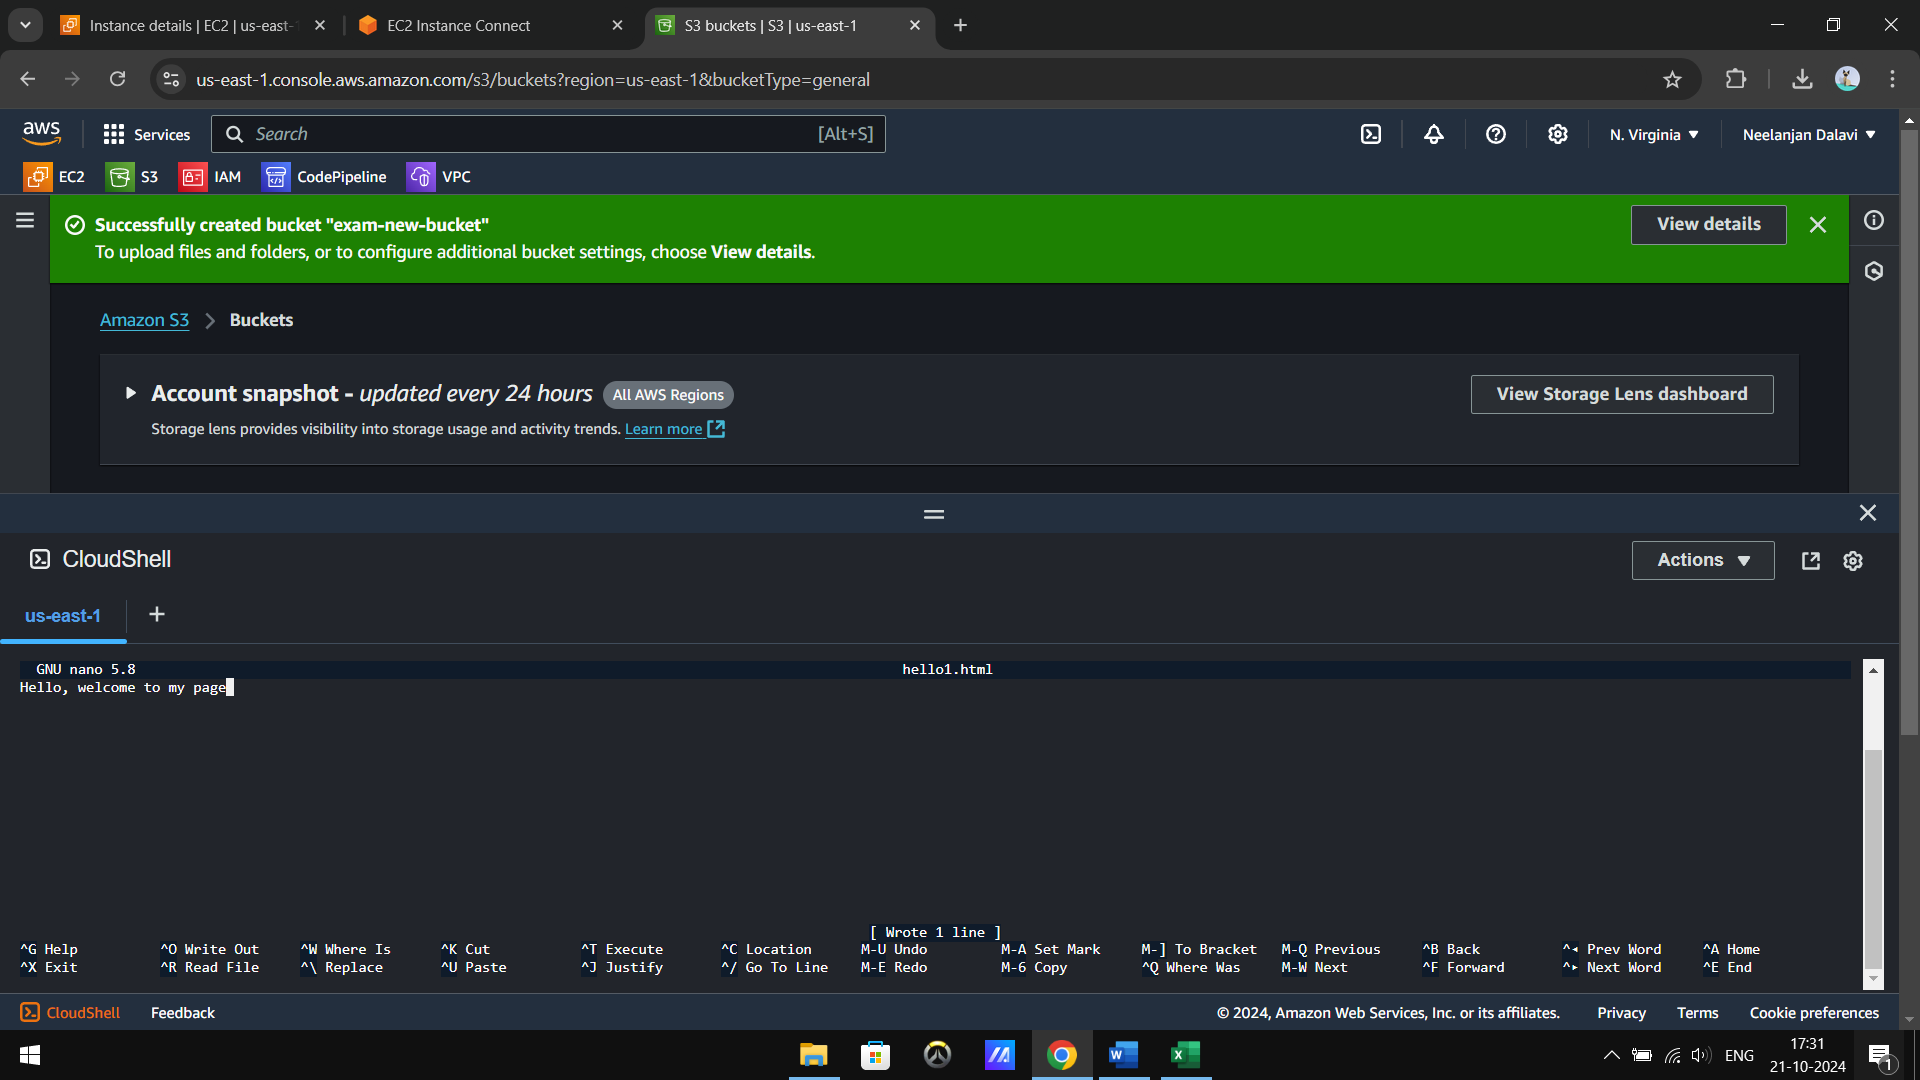 Instance details | EC2 | us-east-
EC2 Instance Connect
S3 buckets | S3 | us-east-1
us-east-1.console.aws.amazon.com/s3/buckets?region=us-east-1&bucketType=general
aws
Services
Search
[Alt+S]
N. Virginia
Neelanjan Dalavi
EC2
S3
IAM
CodePipeline
VPC
Successfully created bucket "exam-new-bucket"
To upload files and folders, or to configure additional bucket settings, choose View details.
View details
Amazon S3
Buckets
Account snapshot - updated every 24 hours
All AWS Regions
View Storage Lens dashboard
Storage lens provides visibility into storage usage and activity trends. Learn more
CloudShell
Actions
us-east-1
GNU nano 5.8
hello1.html
Hello, welcome to my page
[ Wrote 1 line ]
^G Help ^O Write Out ^W Where Is ^K Cut ^T Execute ^C Location M-U Undo M-A Set Mark M-] To Bracket M-Q Previous ^B Back ^◂ Prev Word ^A Home
^X Exit ^R Read File ^\ Replace ^U Paste ^J Justify ^/ Go To Line M-E Redo M-6 Copy ^Q Where Was M-W Next ^F Forward ^▸ Next Word ^E End
CloudShell
Feedback
© 2024, Amazon Web Services, Inc. or its affiliates.
Privacy
Terms
Cookie preferences
ENG
17:31
21-10-2024
1